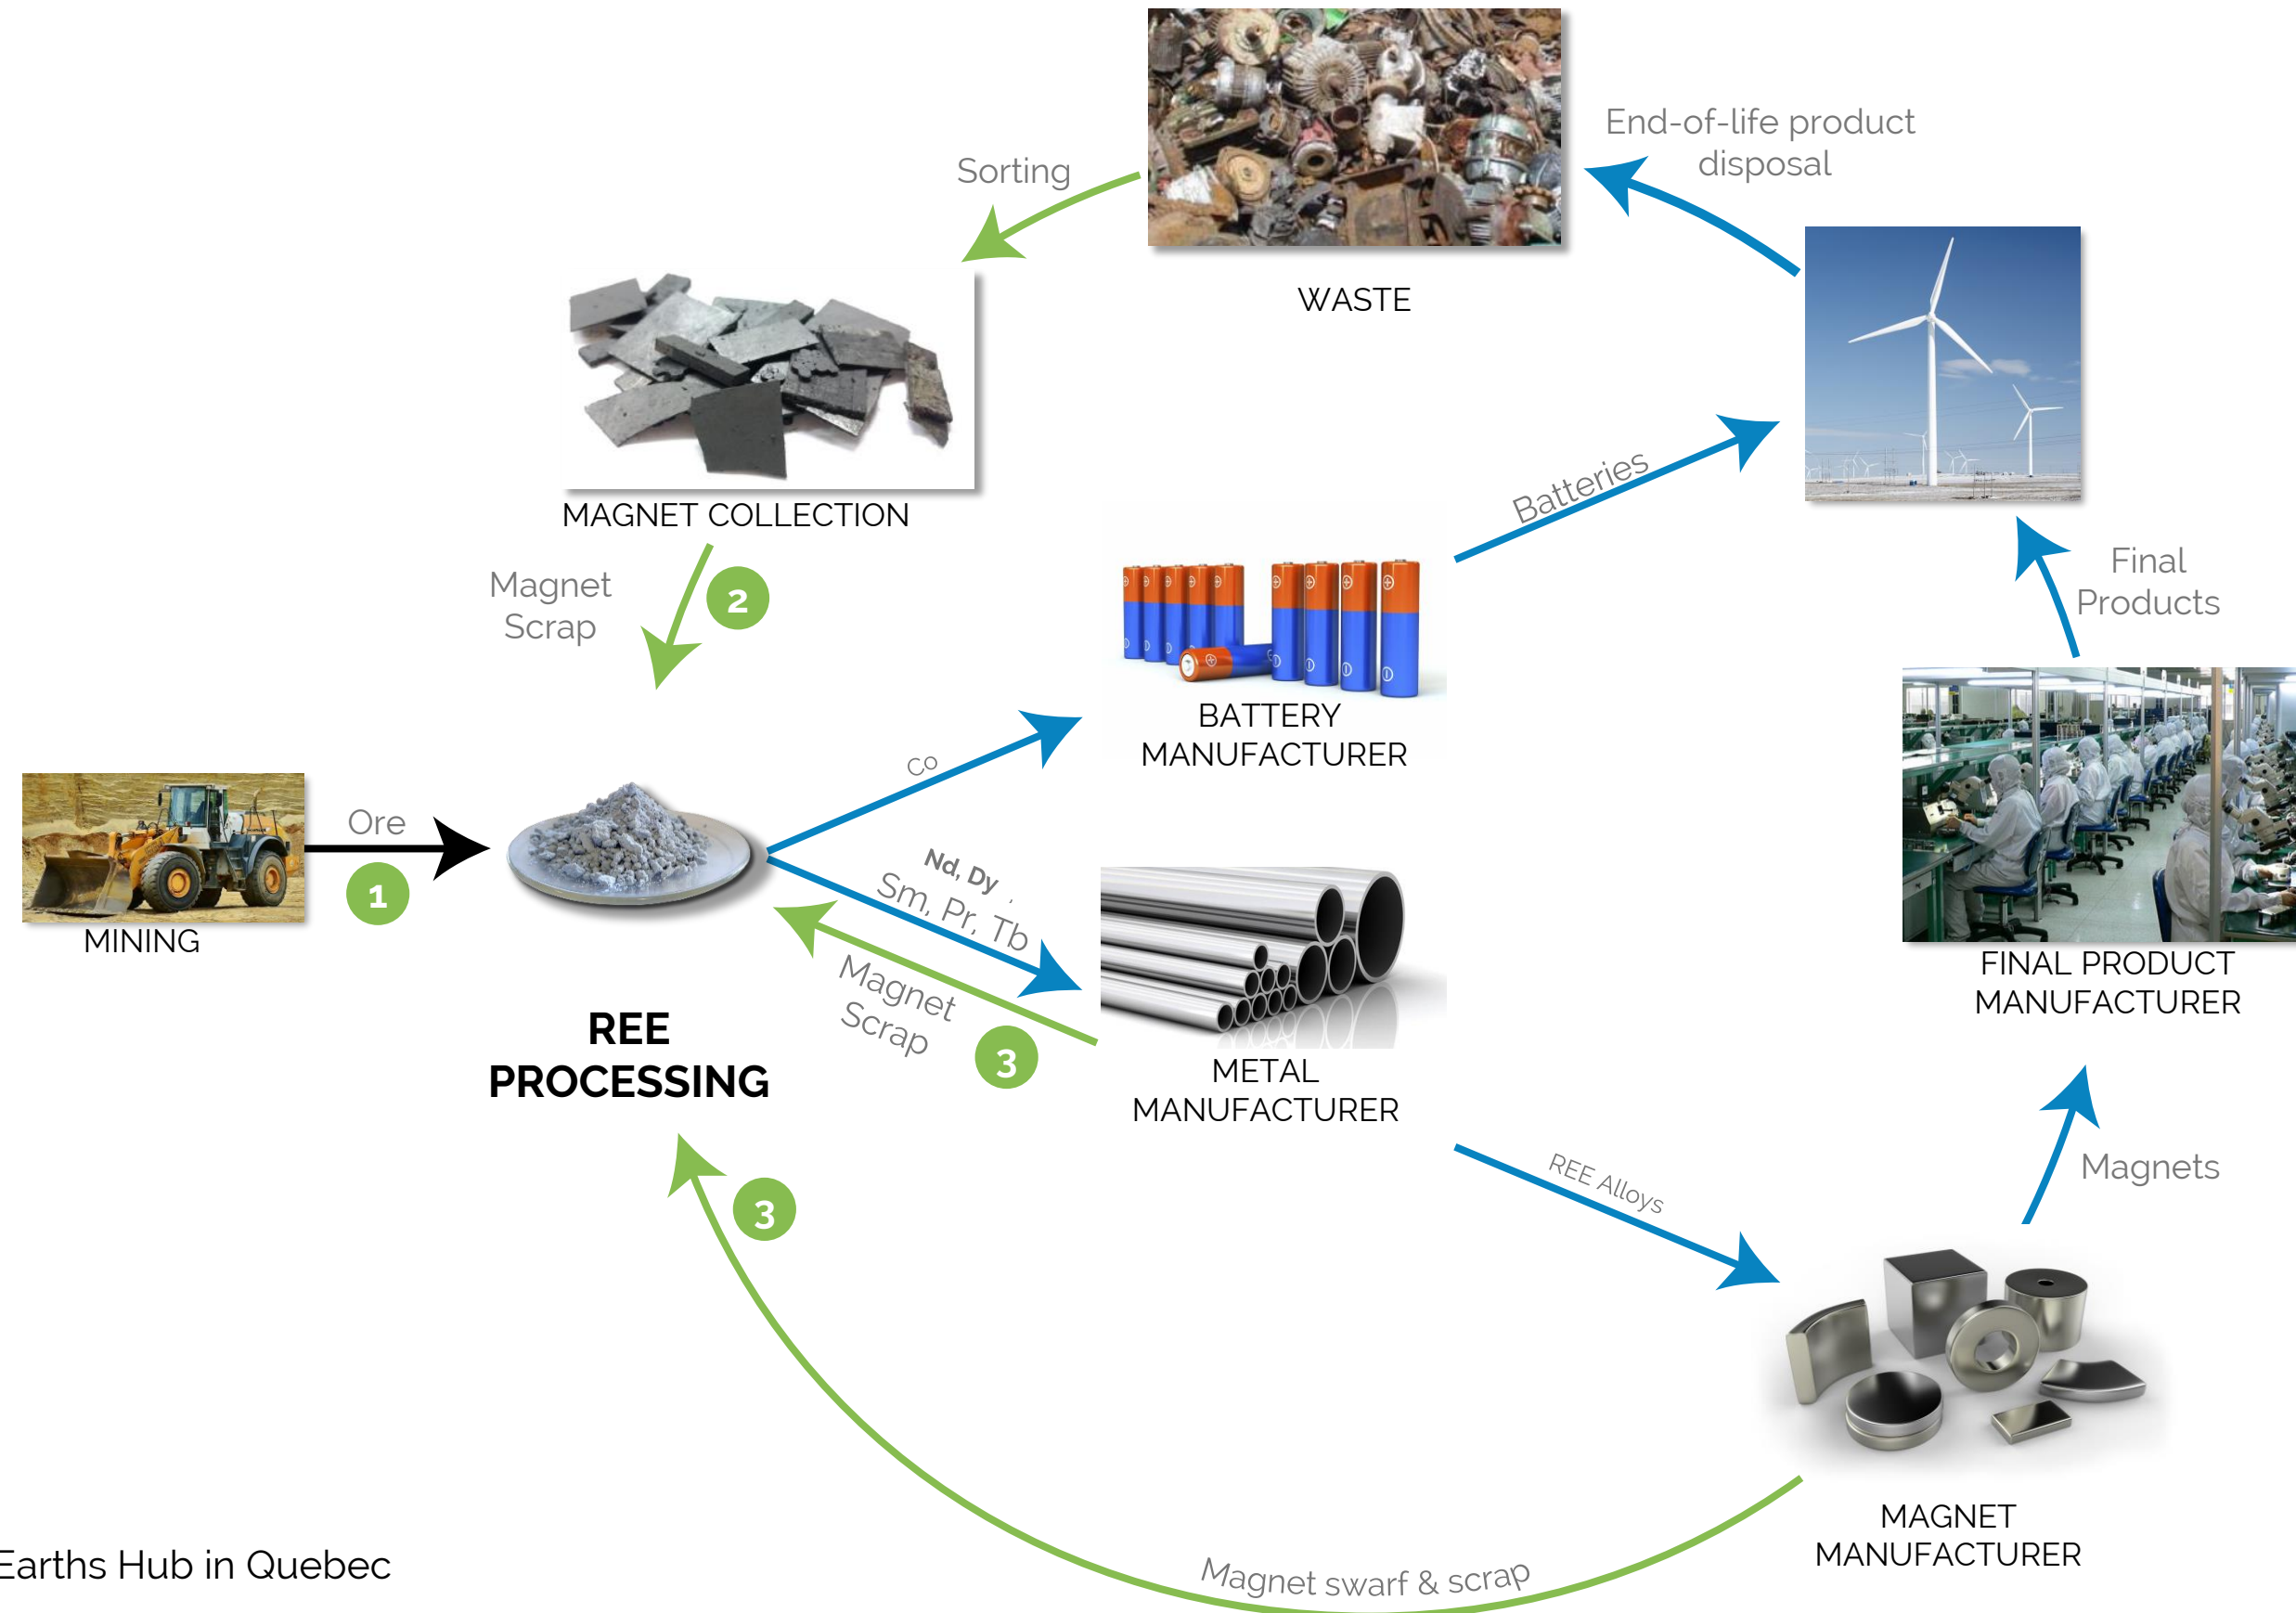 End-of-life product
disposal
Sorting
WASTE
MAGNET COLLECTION
Batteries
Magnet
Scrap
2
Final
Products
BATTERY
MANUFACTURER
Co
Ore
1
MINING
Nd, Dy ,
Sm, Pr, Tb
Magnet
Scrap
3
FINAL PRODUCT
MANUFACTURER
REE
PROCESSING
METAL
MANUFACTURER
REE Alloys
Magnets
3
MAGNET
MANUFACTURER
Magnet swarf & scrap
Earths Hub in Quebec